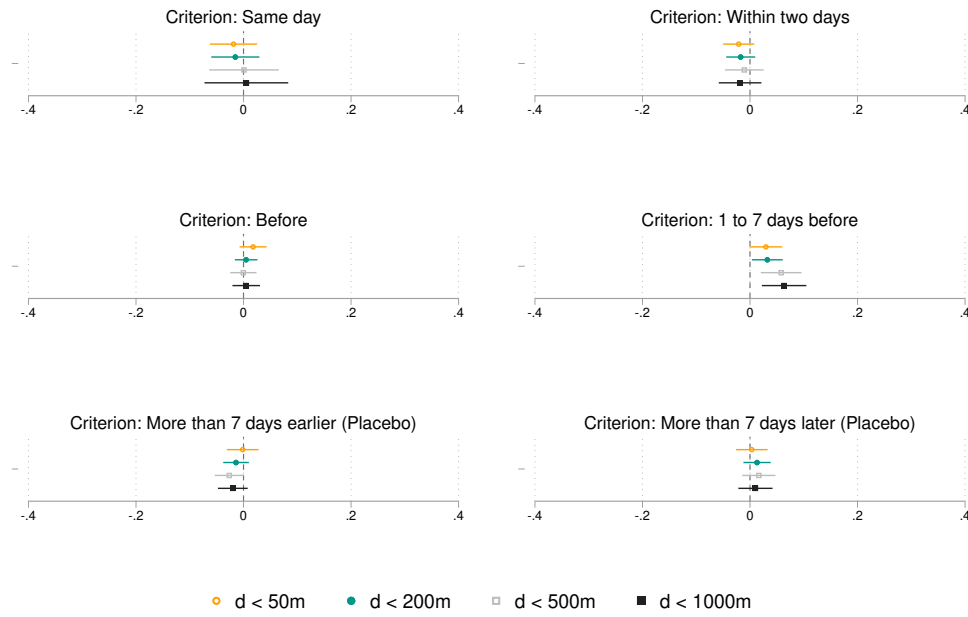 Criterion: Same day
-.4 -.2 0 .2 .4
Criterion: Within two days
-.4 -.2 0 .2 .4
Criterion: Before
-.4 -.2 0 .2 .4
Criterion: 1 to 7 days before
-.4 -.2 0 .2 .4
Criterion: More than 7 days earlier (Placebo)
-.4 -.2 0 .2 .4
Criterion: More than 7 days later (Placebo)
-.4 -.2 0 .2 .4
d < 50m d < 200m d < 500m d < 1000m